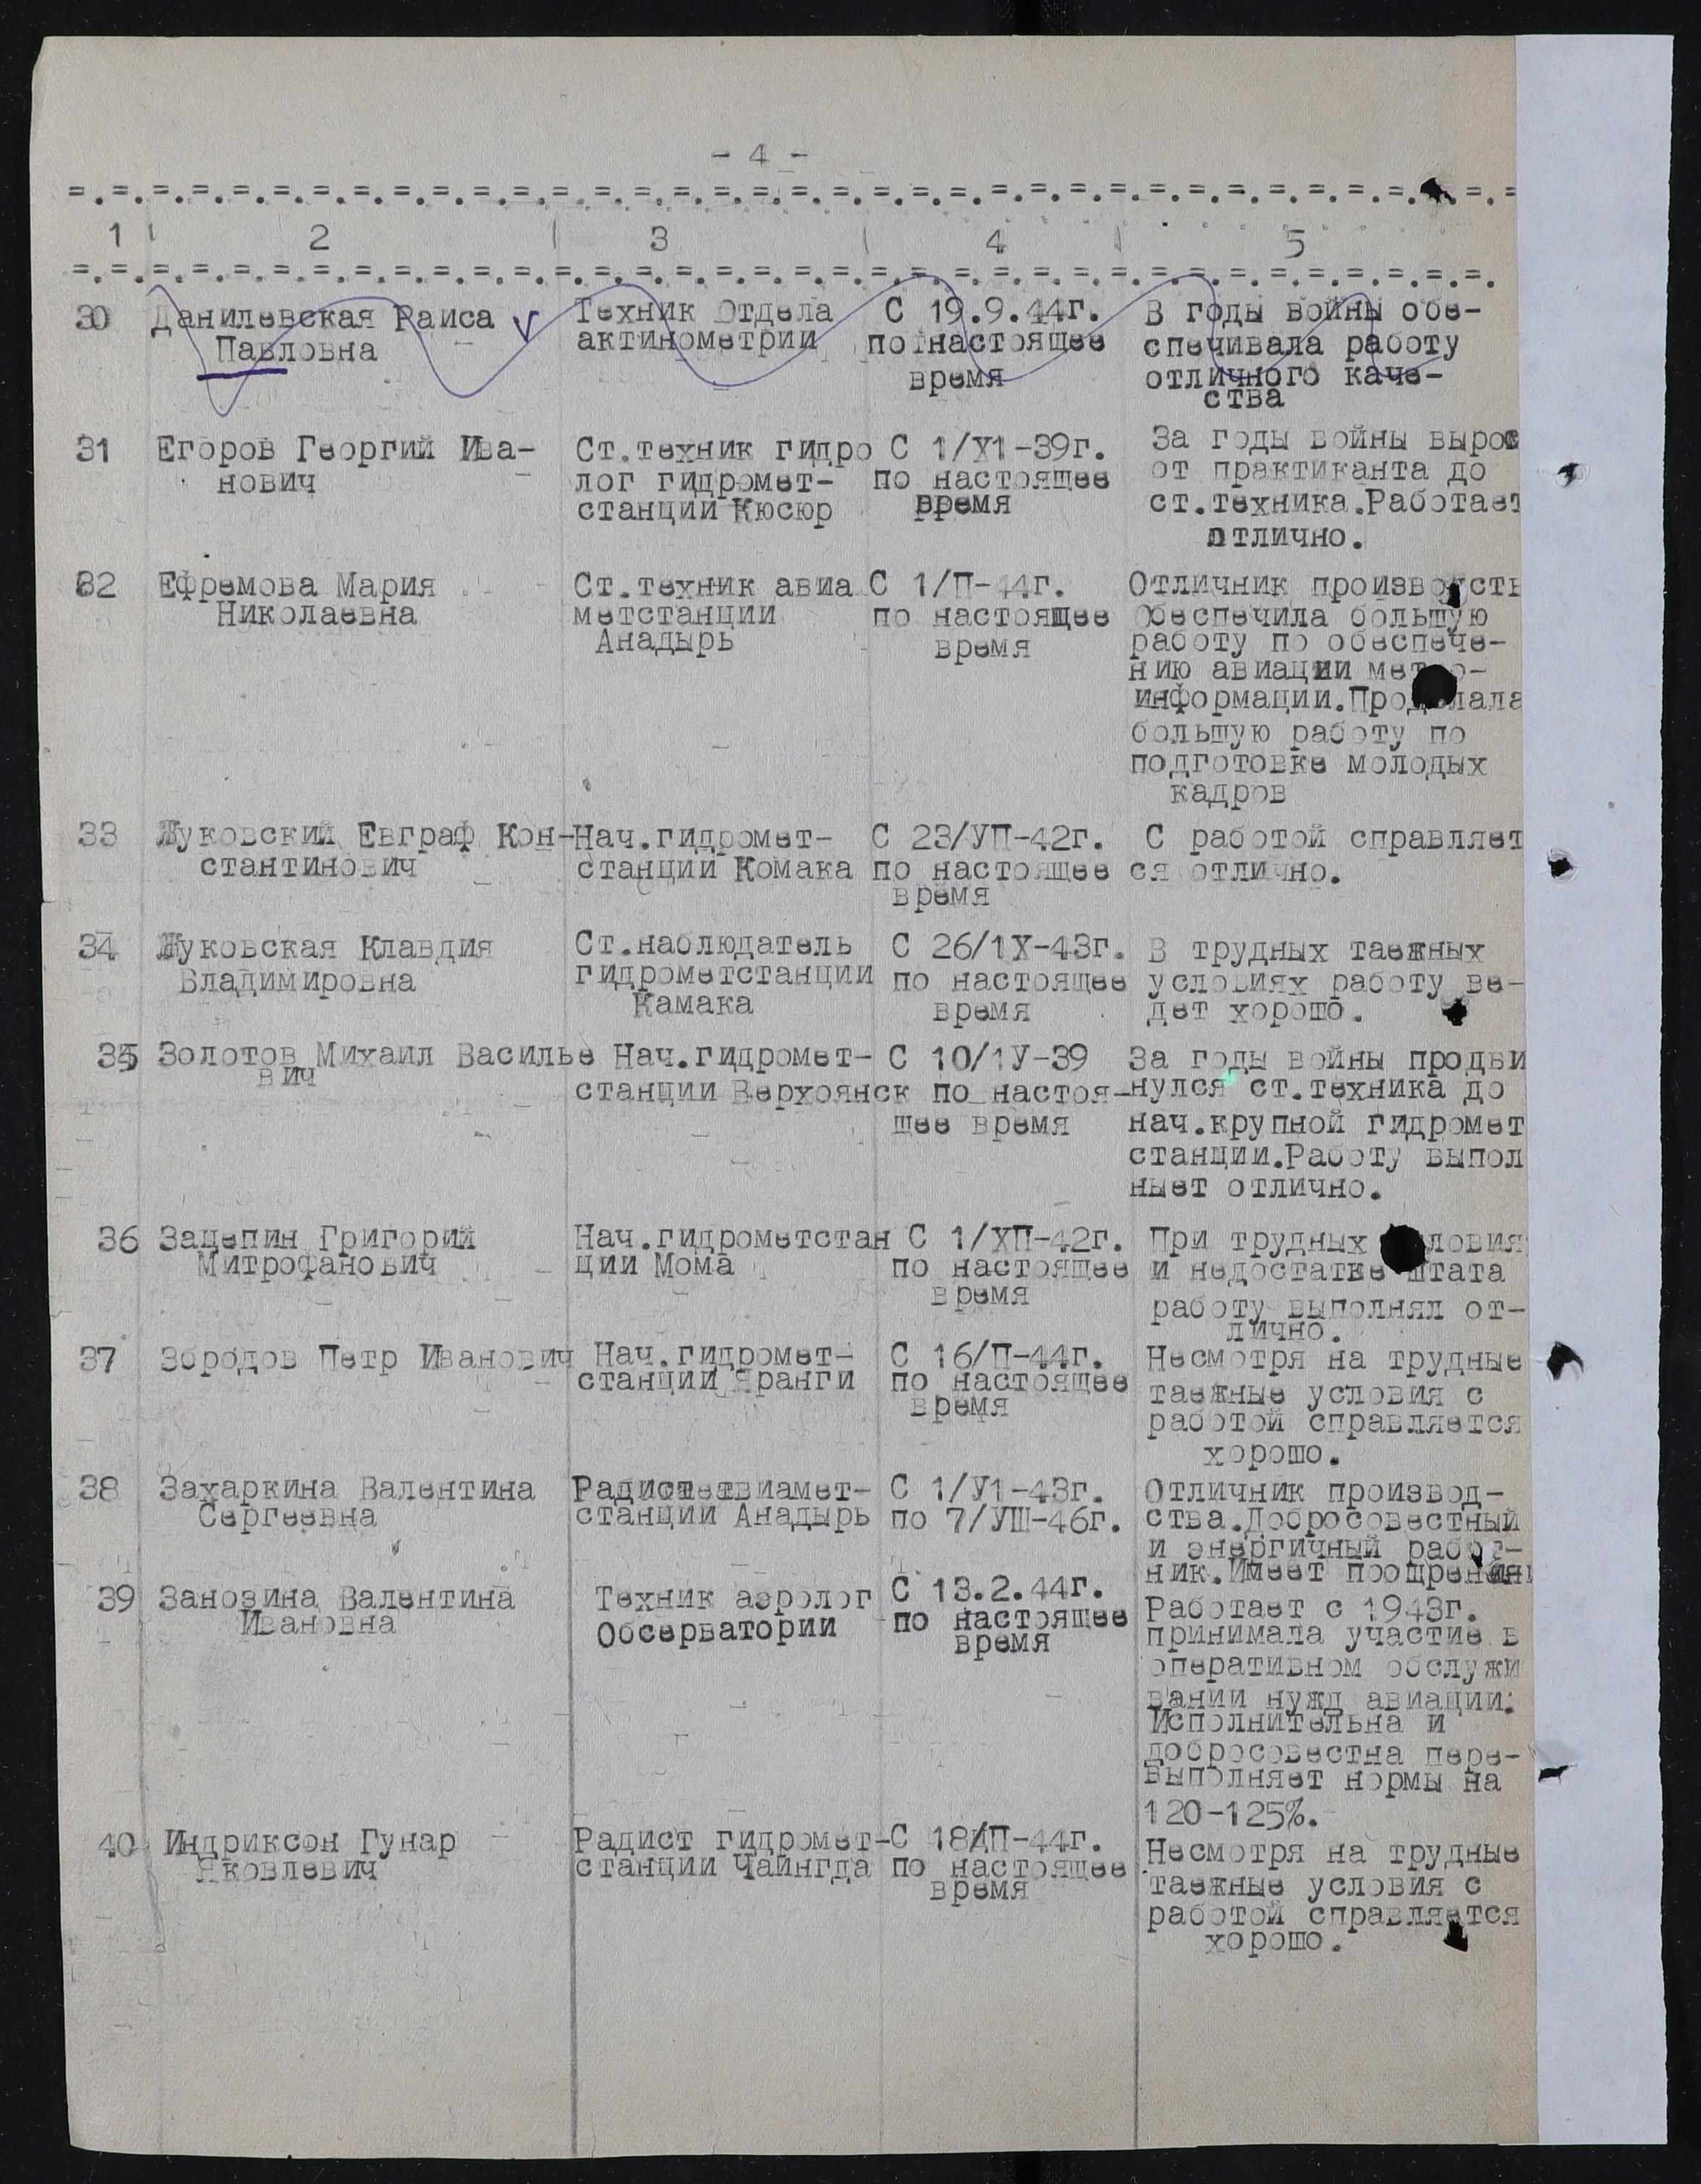 - 4 -
=.=.=.=.=.=.=.=.=.=.=.=.=.=.=.=.=.=.=.=.=.=.=.=.=.=.=.=.=.=.=.=.=.=.=.=.=
1 2 3 4 5
=.=.=.=.=.=.=.=.=.=.=.=.=.=.=.=.=.=.=.=.=.=.=.=.=.=.=.=.=.=.=.=.=.=.=.=.
30 Данилевская Раиса V Техник Отдела С 19.9.44г. В годы войны обе-
Павловна актинометрии по настоящее спечивала работу
время отличного каче-
ства
31 Егоров Георгий Ива- Ст.техник гидро С 1/Х1-39г. За годы войны вырос
нович лог гидромет- по настоящее от практиканта до
станции Кюсюр время ст.техника.Работает
отлично.
32 Ефремова Мария Ст.техник авиа С 1/П-44г. Отличник
Николаевна метстанции по настоящее Обеспечила большую
Анадырь время работу по обеспече-
нию авиации
информации.
большую работу по
подготовке молодых
кадров
33 Жуковский Евграф Кон- Нач.гидромет- С 23/УП-42г. С работой справляет
стантинович станции Комака по настоящее ся отлично.
время
34 Жуковская Клавдия Ст.наблюдатель С 26/1Х-43г. В трудных таежных
Владимировна гидрометстанции по настоящее условиях работу ве-
Камака время дет хорошо.
35 Золотов Михаил Василье Нач.гидромет- С 10/1У-39 За годы войны продви
вич станции Верхоянск по настоя- нулся ст.техника до
щее время нач.крупной гидромет
станции.Работу выпол
ныет отлично.
36 Зацепин Григорий Нач.гидрометстан С 1/ХП-42г. При трудных
Митрофанович ции Мома по настоящее и недостатке штата
время работу выполнял от-
лично.
37 Збродов Петр Иванович Нач.гидромет- С 16/П-44г. Несмотря на трудные
станции Яранги по настоящее таежные условия с
время работой справляется
хорошо.
38 Захаркина Валентина авиамет- С 1/У1-43г. Отличник производ-
Сергеевна станции Анадырь по 7/УШ-46г. ства.Добросовестный
и энергичный работ-
ник.Имеет поощрения
39 Занозина Валентина Техник аэролог С 13.2.44г. Работает с 1943г.
Ивановна Обсерватории по настоящее принимала участие в
время оперативном обслужи
вании нужд авиации.
Исполнительна и
добросовестна пере-
выполняет нормы на
120-125%.
40 Индриксон Гунар Радист гидромет- Несмотря на трудные
Яковлевич станции Чайнгда по настоящее таежные условия с
время работой справляется
хорошо.